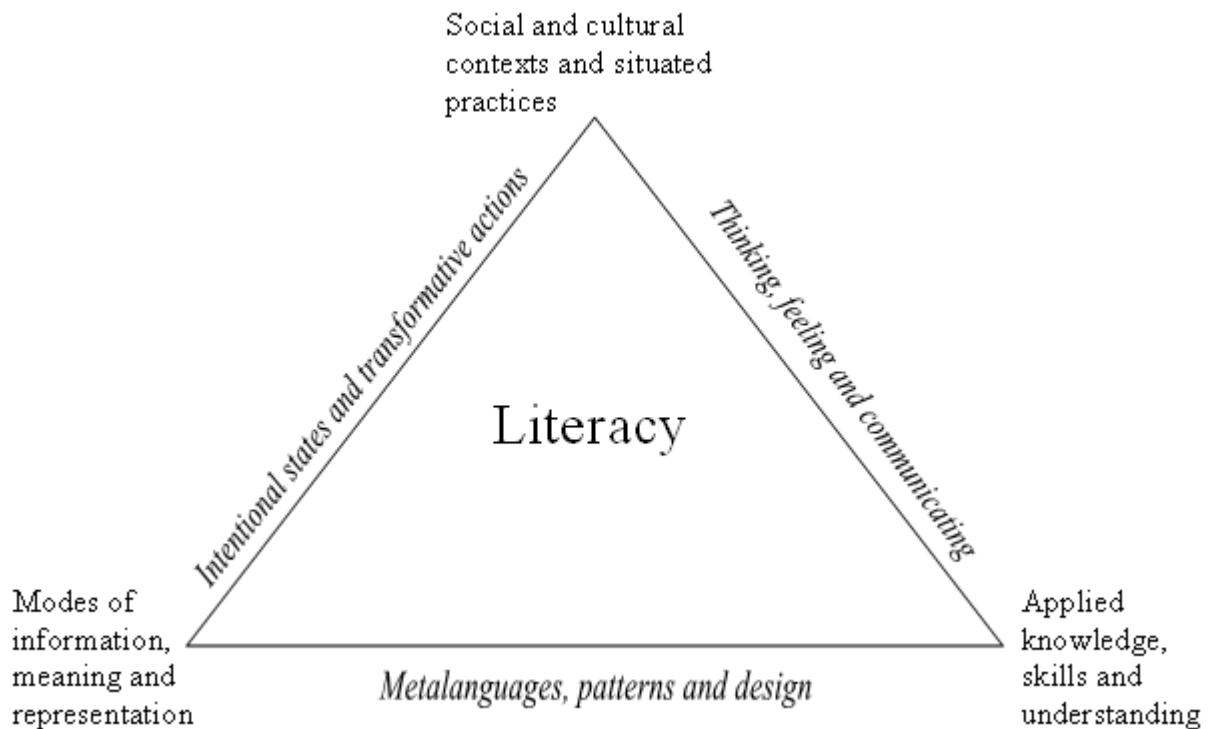 Social and cultural
contexts and situated
practices
Intentional states and transformative actions
Thinking, feeling and communicating
Literacy
Modes of
information,
meaning and
representation
Applied
knowledge,
skills and
understanding
Metalanguages, patterns and design